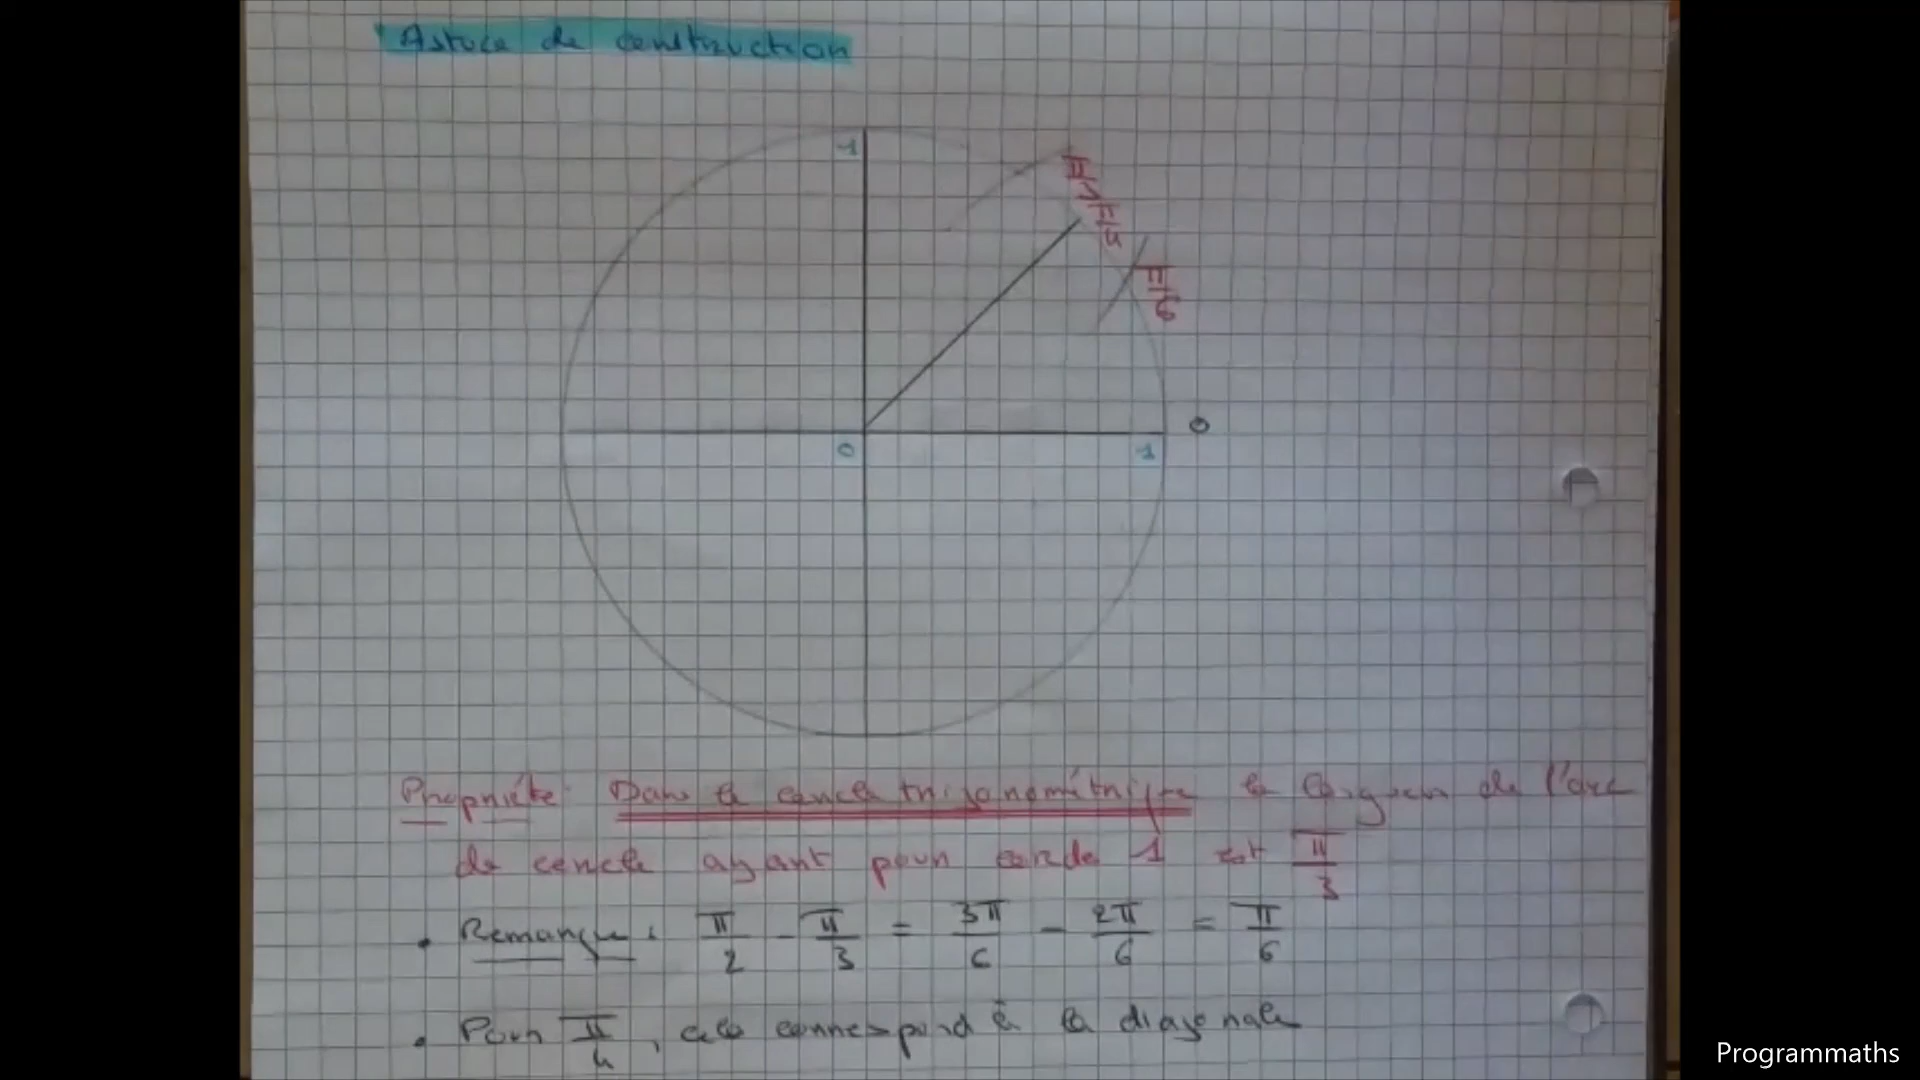 Astuce de construction
1
π/3
π/4
π/6
0
0
1
Propriété: Dans le cercle trigonométrique la longueur de l'arc
de cercle ayant pour corde 1 est π/3
• Remarque : π/2 - π/3 = 3π/6 - 2π/6 = π/6
• Pour π/4, cela correspond à la diagonale
Programmaths